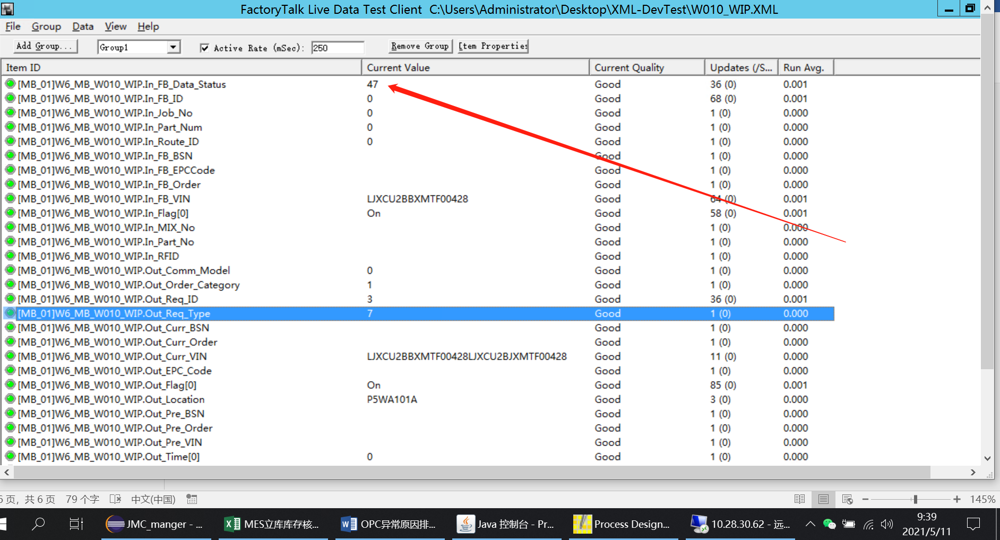 FactoryTalk Live Data Test Client C:\Users\Administrator\Desktop\XML-DevTest\W010_WIP.XML
File Group Data View Help
Add Group... Group1 Active Rate (mSec): 250 Remove Group Item Properties
Item ID Current Value Current Quality Updates (/S... Run Avg.
[MB_01]W6_MB_W010_WIP.In_FB_Data_Status 47 Good 36 (0) 0.001
[MB_01]W6_MB_W010_WIP.In_FB_ID 0 Good 68 (0) 0.001
[MB_01]W6_MB_W010_WIP.In_Job_No 0 Good 1 (0) 0.000
[MB_01]W6_MB_W010_WIP.In_Part_Num 0 Good 1 (0) 0.000
[MB_01]W6_MB_W010_WIP.In_Route_ID 0 Good 1 (0) 0.000
[MB_01]W6_MB_W010_WIP.In_FB_BSN Good 1 (0) 0.000
[MB_01]W6_MB_W010_WIP.In_FB_EPCCode Good 1 (0) 0.000
[MB_01]W6_MB_W010_WIP.In_FB_Order Good 1 (0) 0.000
[MB_01]W6_MB_W010_WIP.In_FB_VIN LJXCU2BBXMTF00428 Good 64 (0) 0.001
[MB_01]W6_MB_W010_WIP.In_Flag[0] On Good 58 (0) 0.001
[MB_01]W6_MB_W010_WIP.In_MIX_No Good 1 (0) 0.000
[MB_01]W6_MB_W010_WIP.In_Part_No Good 1 (0) 0.000
[MB_01]W6_MB_W010_WIP.In_RFID Good 1 (0) 0.000
[MB_01]W6_MB_W010_WIP.Out_Comm_Model 0 Good 1 (0) 0.000
[MB_01]W6_MB_W010_WIP.Out_Order_Category 1 Good 1 (0) 0.000
[MB_01]W6_MB_W010_WIP.Out_Req_ID 3 Good 36 (0) 0.001
[MB_01]W6_MB_W010_WIP.Out_Req_Type 7 Good 1 (0) 0.000
[MB_01]W6_MB_W010_WIP.Out_Curr_BSN Good 1 (0) 0.000
[MB_01]W6_MB_W010_WIP.Out_Curr_Order Good 1 (0) 0.000
[MB_01]W6_MB_W010_WIP.Out_Curr_VIN LJXCU2BBXMTF00428LJXCU2BJXMTF00428 Good 11 (0) 0.000
[MB_01]W6_MB_W010_WIP.Out_EPC_Code Good 1 (0) 0.000
[MB_01]W6_MB_W010_WIP.Out_Flag[0] On Good 85 (0) 0.001
[MB_01]W6_MB_W010_WIP.Out_Location P5WA101A Good 3 (0) 0.000
[MB_01]W6_MB_W010_WIP.Out_Pre_BSN Good 1 (0) 0.000
[MB_01]W6_MB_W010_WIP.Out_Pre_Order Good 1 (0) 0.000
[MB_01]W6_MB_W010_WIP.Out_Pre_VIN Good 1 (0) 0.000
[MB_01]W6_MB_W010_WIP.Out_Time[0] 0 Good 1 (0) 0.000
6 页，共 6 页 79 个字 中文(中国) 145%
JMC_manger - ... MES立库库存核... OPC异常原因排... Java 控制台 - Pr... Process Design... 10.28.30.62 - 远... 9:39
2021/5/11